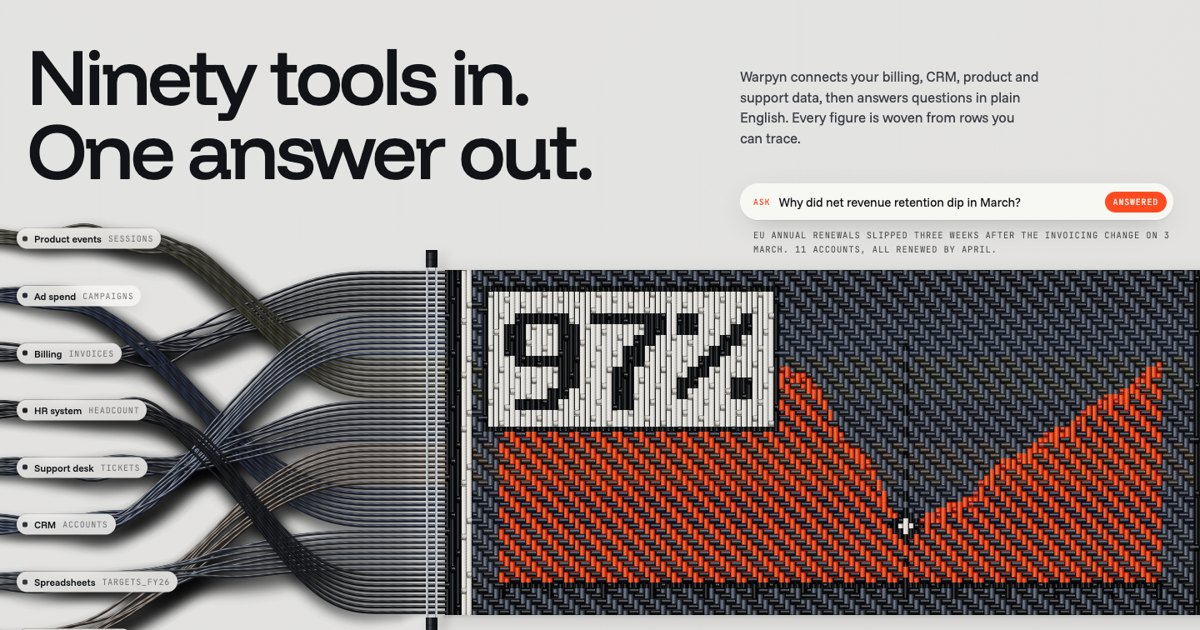 Ninety tools in.
One answer out.
Warpyn connects your billing, CRM, product and
support data, then answers questions in plain
English. Every figure is woven from rows you
can trace.
ASK Why did net revenue retention dip in March? ANSWERED
EU ANNUAL RENEWALS SLIPPED THREE WEEKS AFTER THE INVOICING CHANGE ON 3
MARCH. 11 ACCOUNTS, ALL RENEWED BY APRIL.
Product events SESSIONS
Ad spend CAMPAIGNS
Billing INVOICES
HR system HEADCOUNT
Support desk TICKETS
CRM ACCOUNTS
Spreadsheets TARGETS_FY26
97%